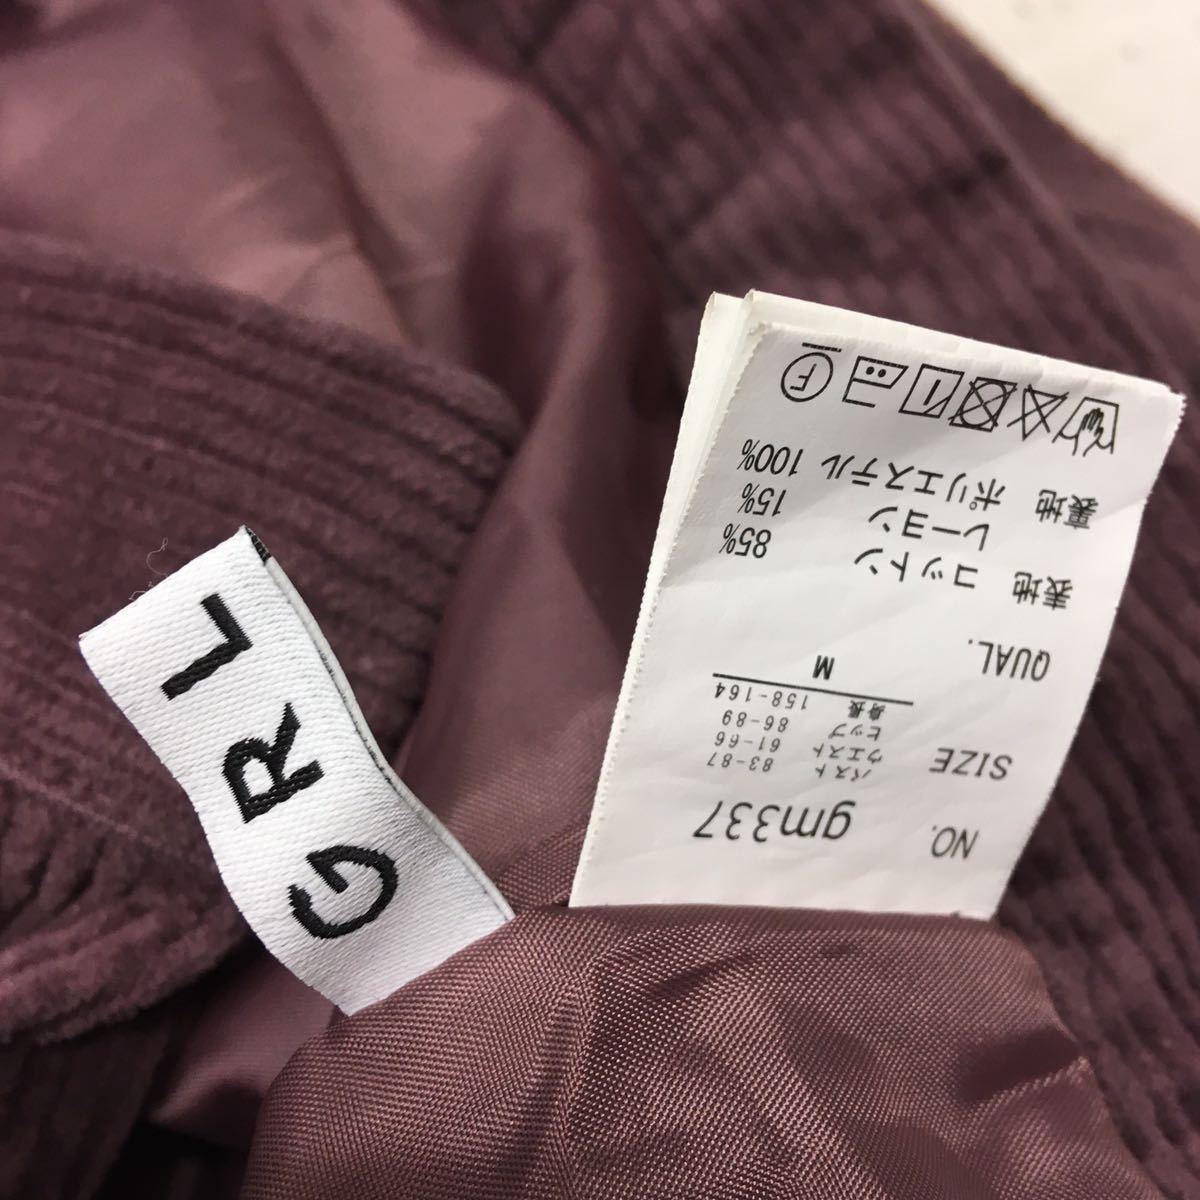 GRL
NO. gm337
SIZE
バスト 83-87
ウエスト 61-66
ヒップ 86-89
身長 158-164
M
QUAL.
表地 コットン 85%
レーヨン 15%
裏地 ポリエステル 100%
F